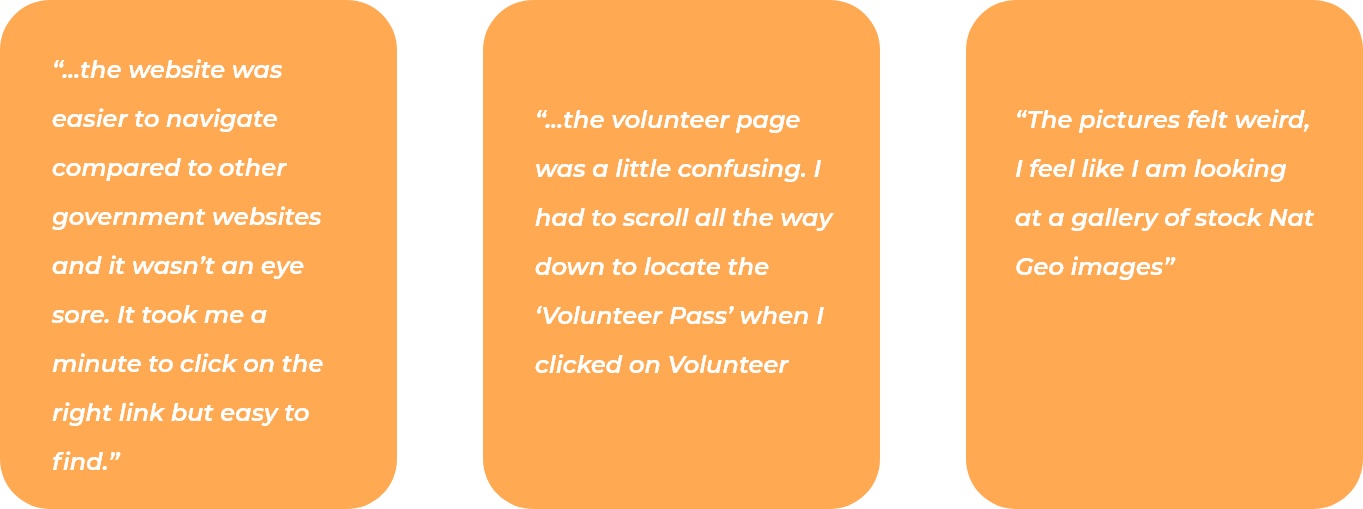 “...the website was
easier to navigate
compared to other
government websites
and it wasn’t an eye
sore. It took me a
minute to click on the
right link but easy to
find.”
“...the volunteer page
was a little confusing. I
had to scroll all the way
down to locate the
‘Volunteer Pass’ when I
clicked on Volunteer
“The pictures felt weird,
I feel like I am looking
at a gallery of stock Nat
Geo images”